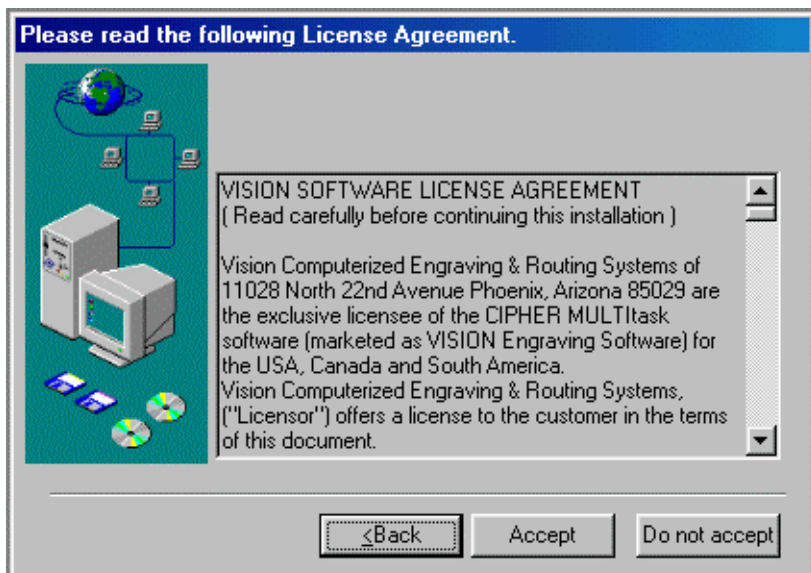 Please read the following License Agreement.
VISION SOFTWARE LICENSE AGREEMENT
( Read carefully before continuing this installation )
Vision Computerized Engraving & Routing Systems of
11028 North 22nd Avenue Phoenix, Arizona 85029 are
the exclusive licensee of the CIPHER MULTItask
software (marketed as VISION Engraving Software) for
the USA, Canada and South America.
Vision Computerized Engraving & Routing Systems,
("Licensor") offers a license to the customer in the terms
of this document.
<Back
Accept
Do not accept